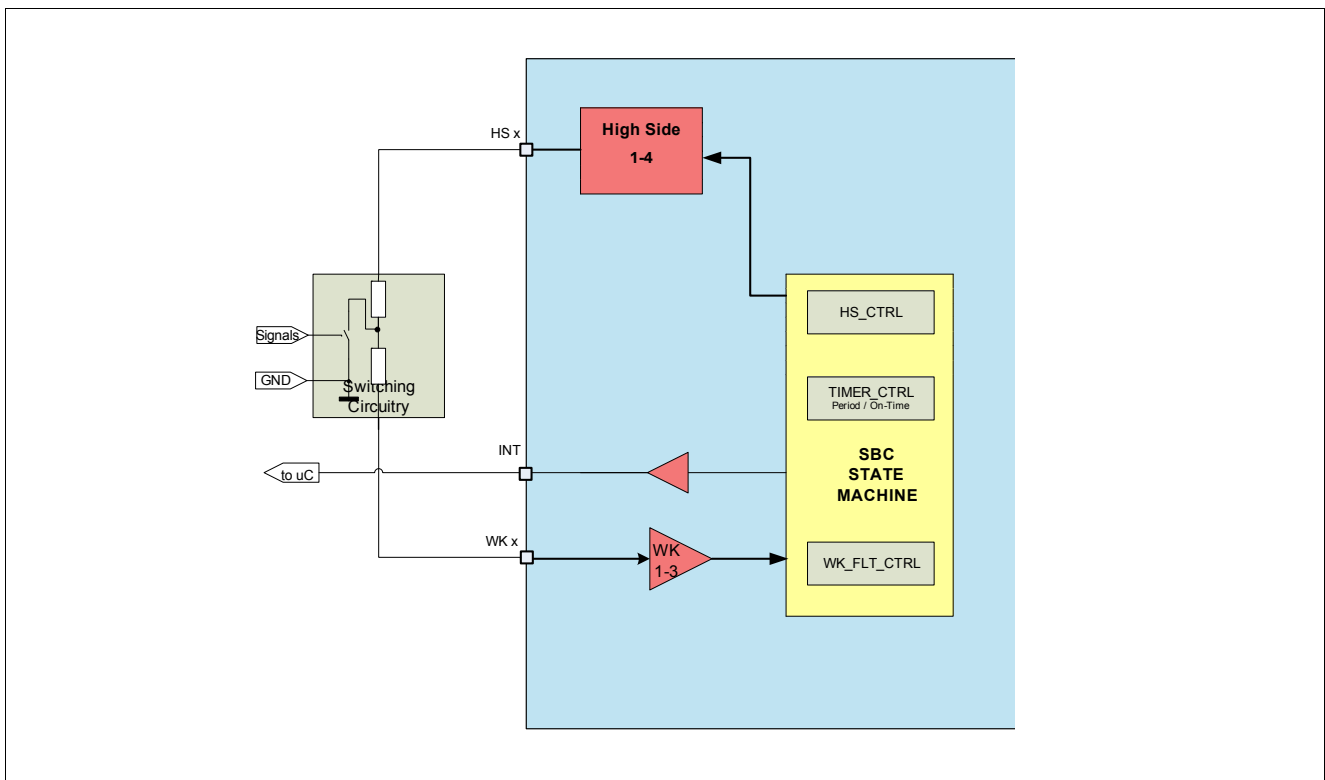 High Side
1-4
HS x
HS_CTRL
Signals
TIMER_CTRL
Period / On-Time
GND
Switching
Circuitry
SBC
STATE
MACHINE
INT
to uC
WK x
WK
1-3
WK_FLT_CTRL